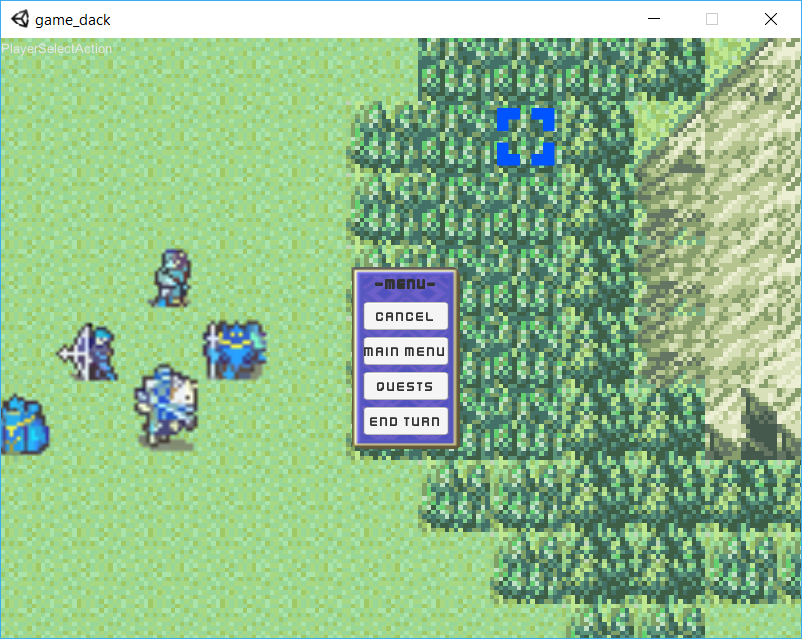 game_dack
PlayerSelectAction
-MENU-
CANCEL
MAIN MENU
QUESTS
END TURN